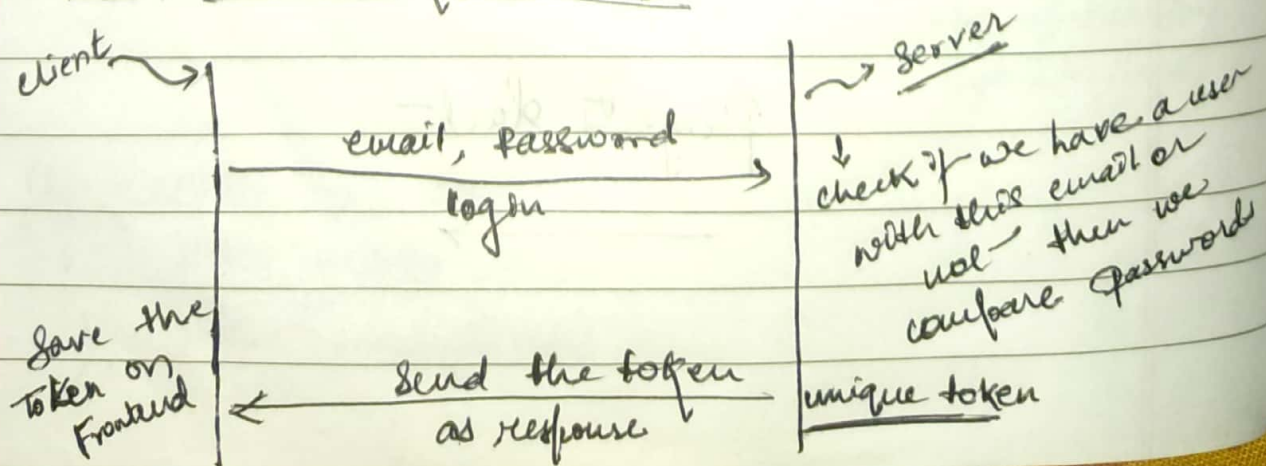 client
Server
email, password
login
check if we have a user
with this email or
not then we
compare password
Save the
Token on
Frontend
Send the token
as response
unique token